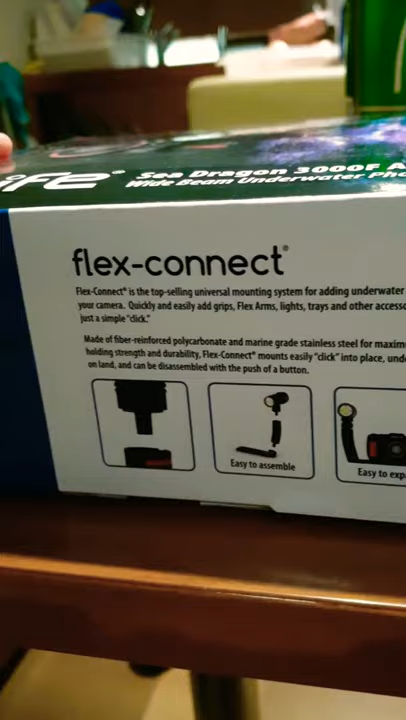 ife®
Sea Dragon 3000F A
Wide Beam Underwater Pho
flex-connect®
Flex-Connect® is the top-selling universal mounting system for adding underwater
your camera. Quickly and easily add grips, Flex Arms, lights, trays and other access
just a simple "click."
Made of fiber-reinforced polycarbonate and marine grade stainless steel for maxim
holding strength and durability, Flex-Connect® mounts easily "click" into place, und
on land, and can be disassembled with the push of a button.
Easy to assemble
Easy to exp